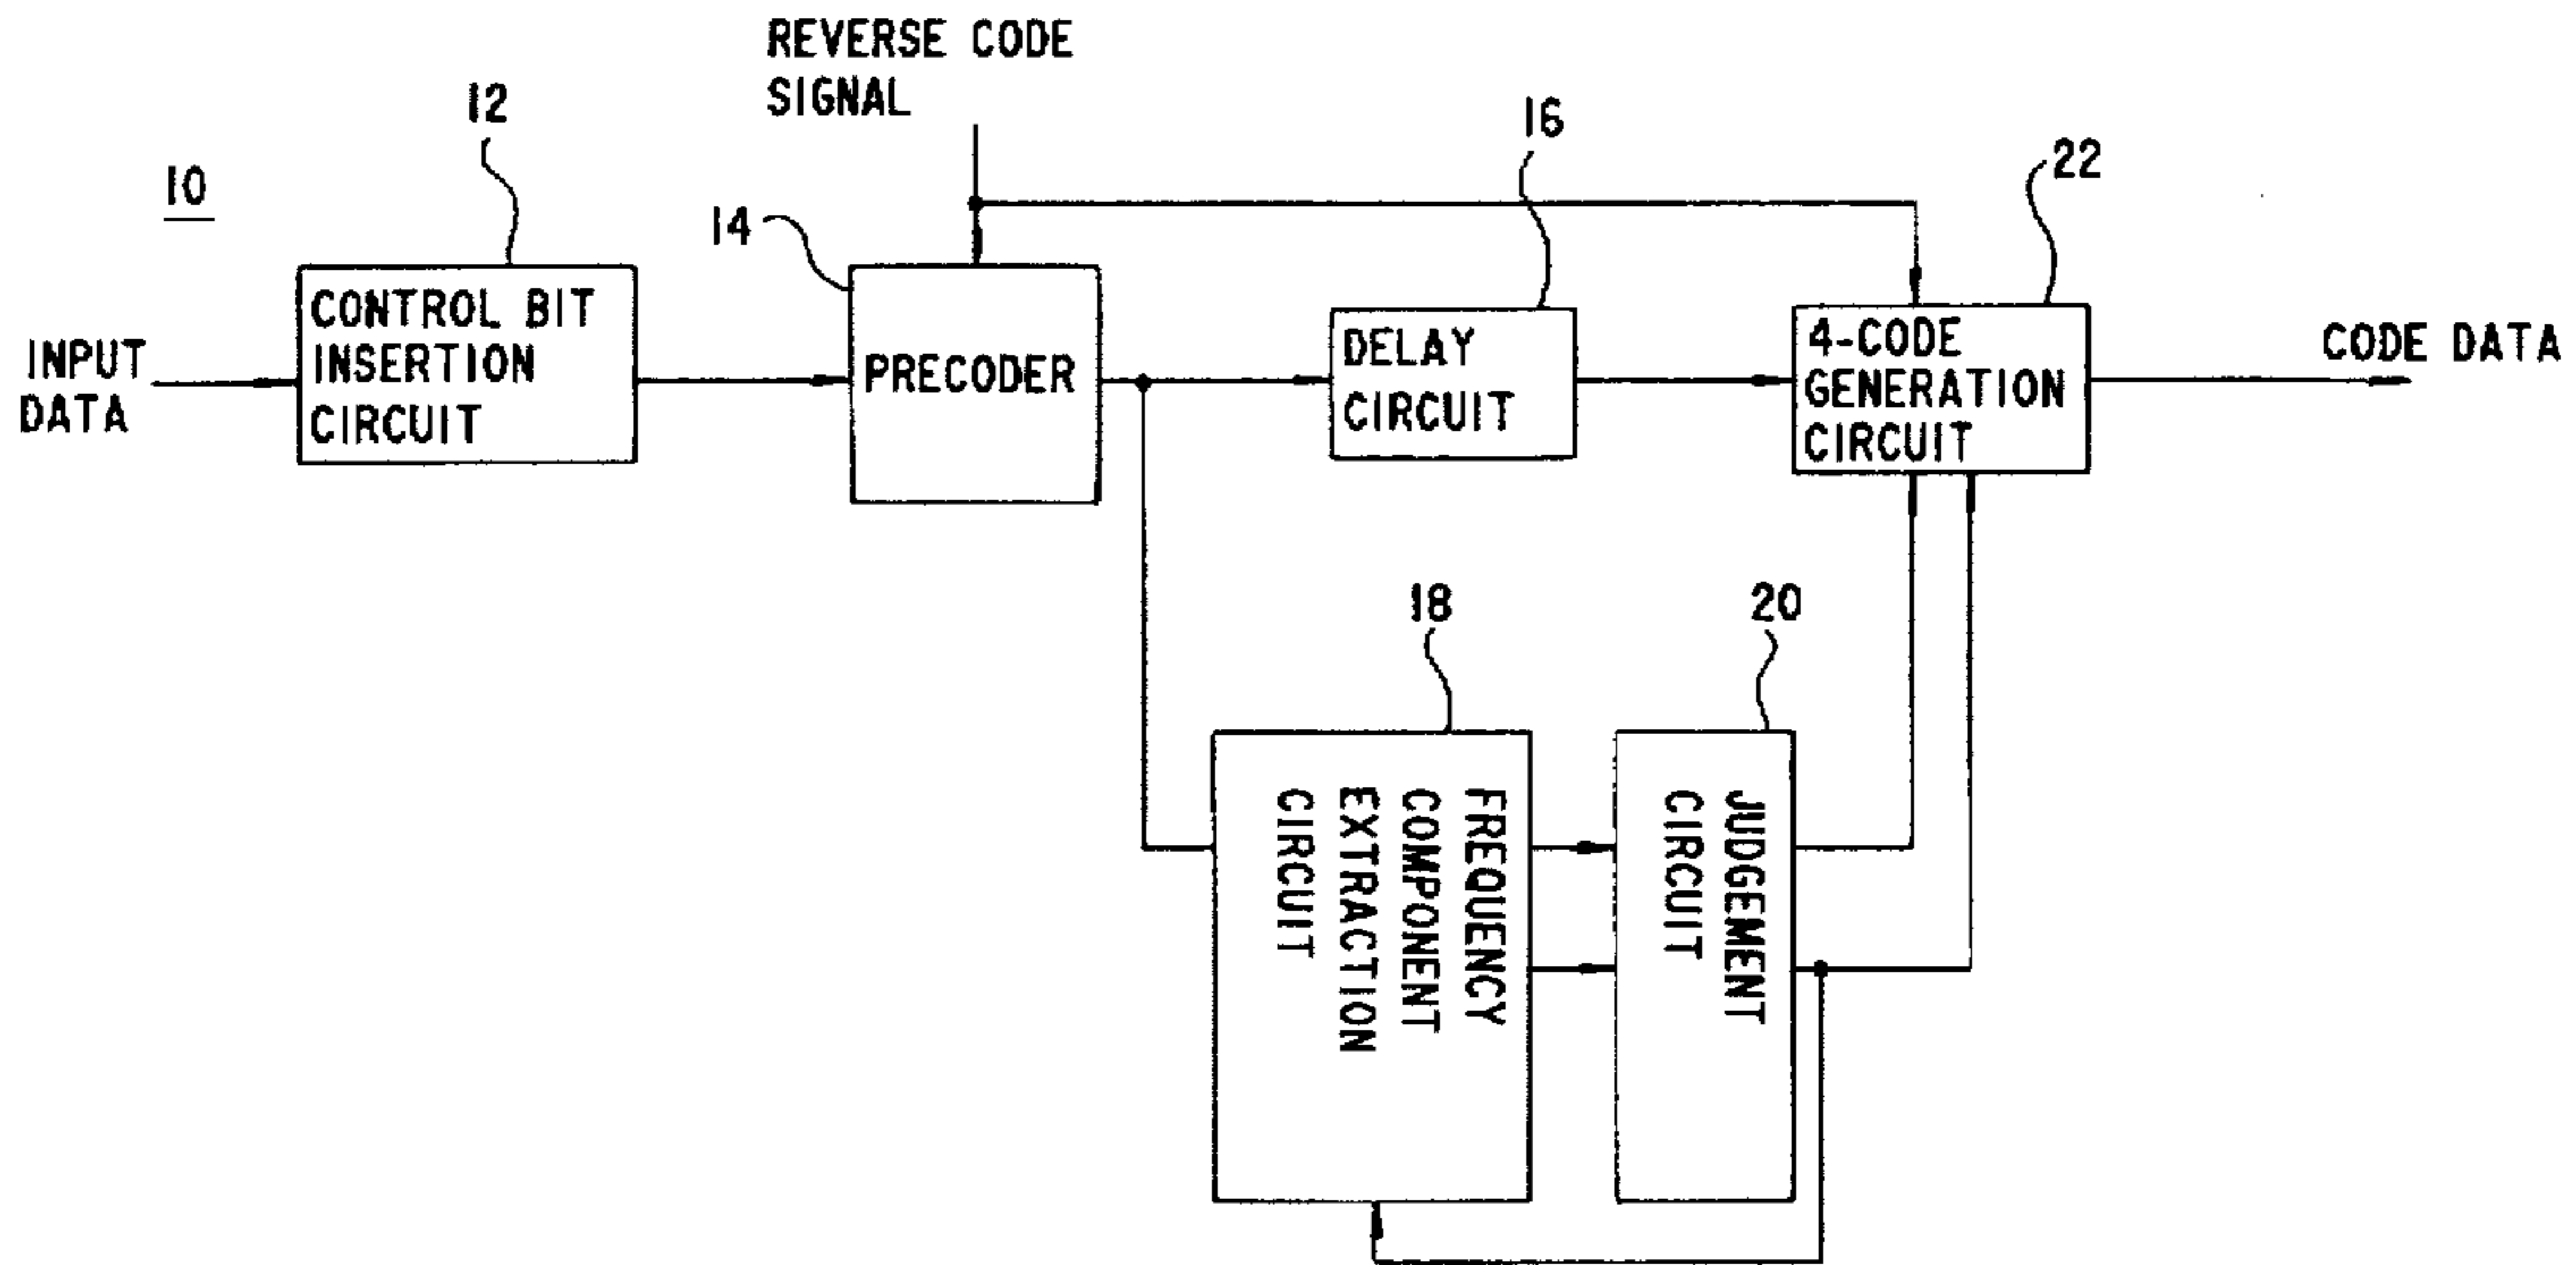 REVERSE CODE
SIGNAL
12
16
10
14
22
CONTROL BIT
INSERTION
CIRCUIT
INPUT
DATA
PRECODER
DELAY
CIRCUIT
4-CODE
GENERATION
CIRCUIT
CODE DATA
18
20
FREQUENCY
COMPONENT
EXTRACTION
CIRCUIT
JUDGEMENT
CIRCUIT